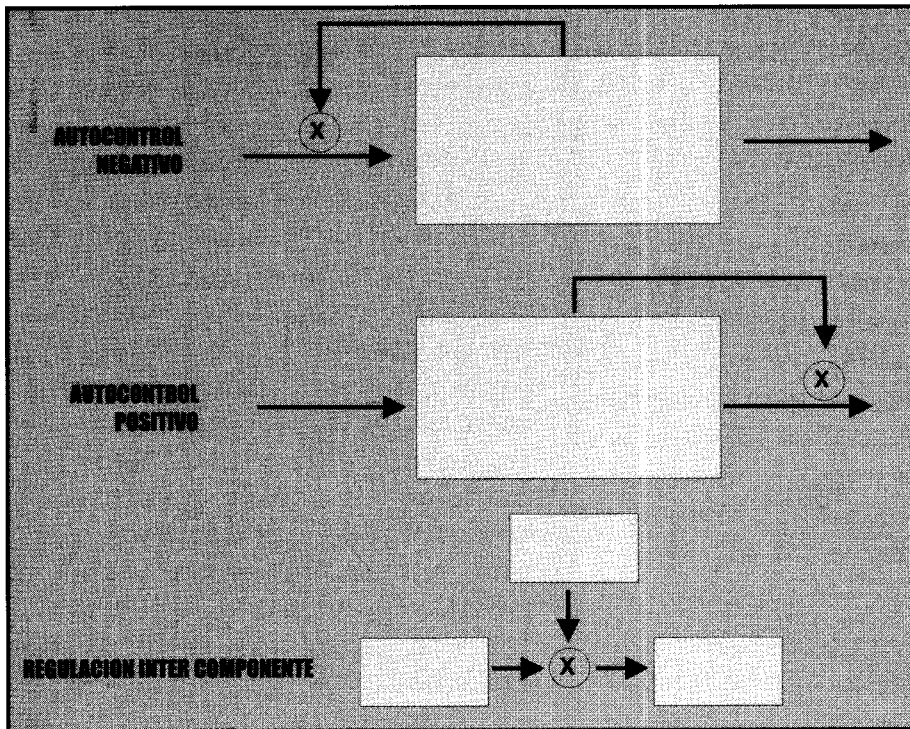 AUTOCONTROL
NEGATIVO
X
AUTOCONTROL
POSITIVO
X
REGULACION INTER COMPONENTE
X